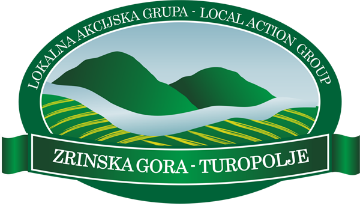 LOKALNA AKCIJSKA GRUPA - LOCAL ACTION GROUP
ZRINSKA GORA - TUROPOLJE